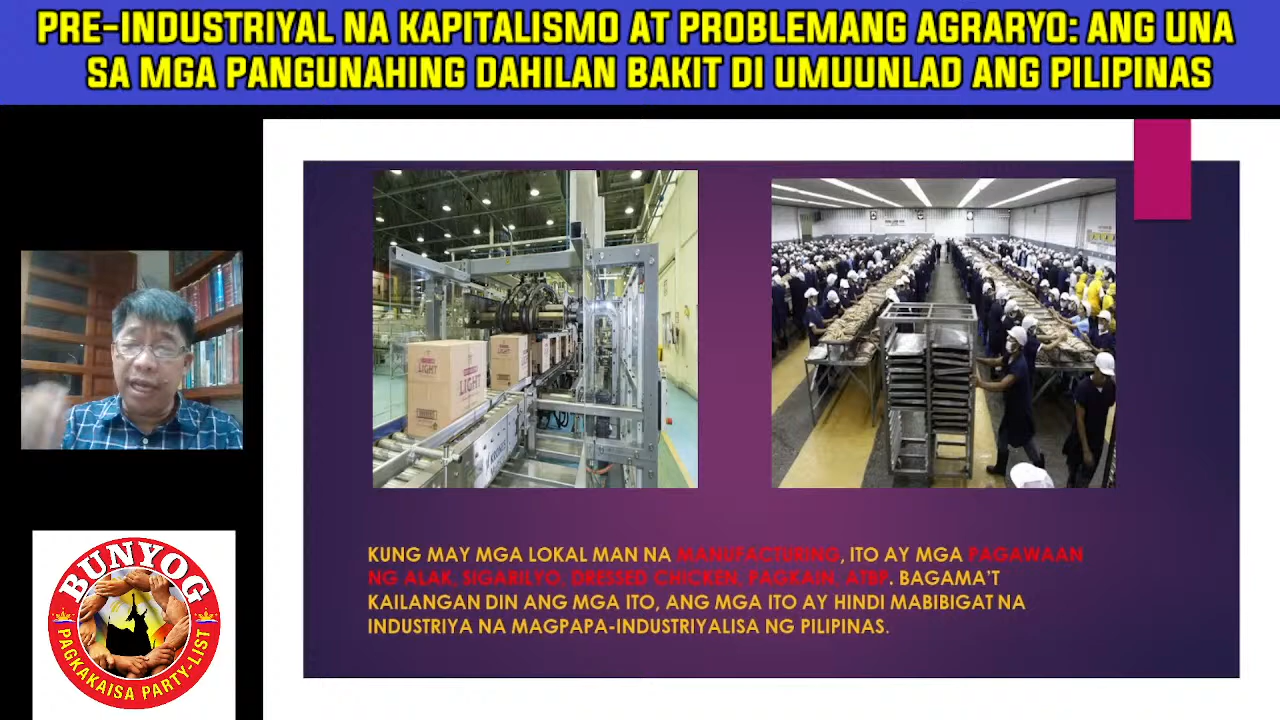 PRE-INDUSTRIYAL NA KAPITALISMO AT PROBLEMANG AGRARYO: ANG UNA
SA MGA PANGUNAHING DAHILAN BAKIT DI UMUUNLAD ANG PILIPINAS
LIGHT
LIGHT
LIGHT
KUNG MAY MGA LOKAL MAN NA MANUFACTURING, ITO AY MGA PAGAWAAN
NG ALAK, SIGARILYO, DRESSED CHICKEN, PAGKAIN, ATBP. BAGAMA'T
KAILANGAN DIN ANG MGA ITO, ANG MGA ITO AY HINDI MABIBIGAT NA
INDUSTRIYA NA MAGPAPA-INDUSTRIYALISA NG PILIPINAS.
BUNYOG
PAGKAKAISA PARTY-LIST